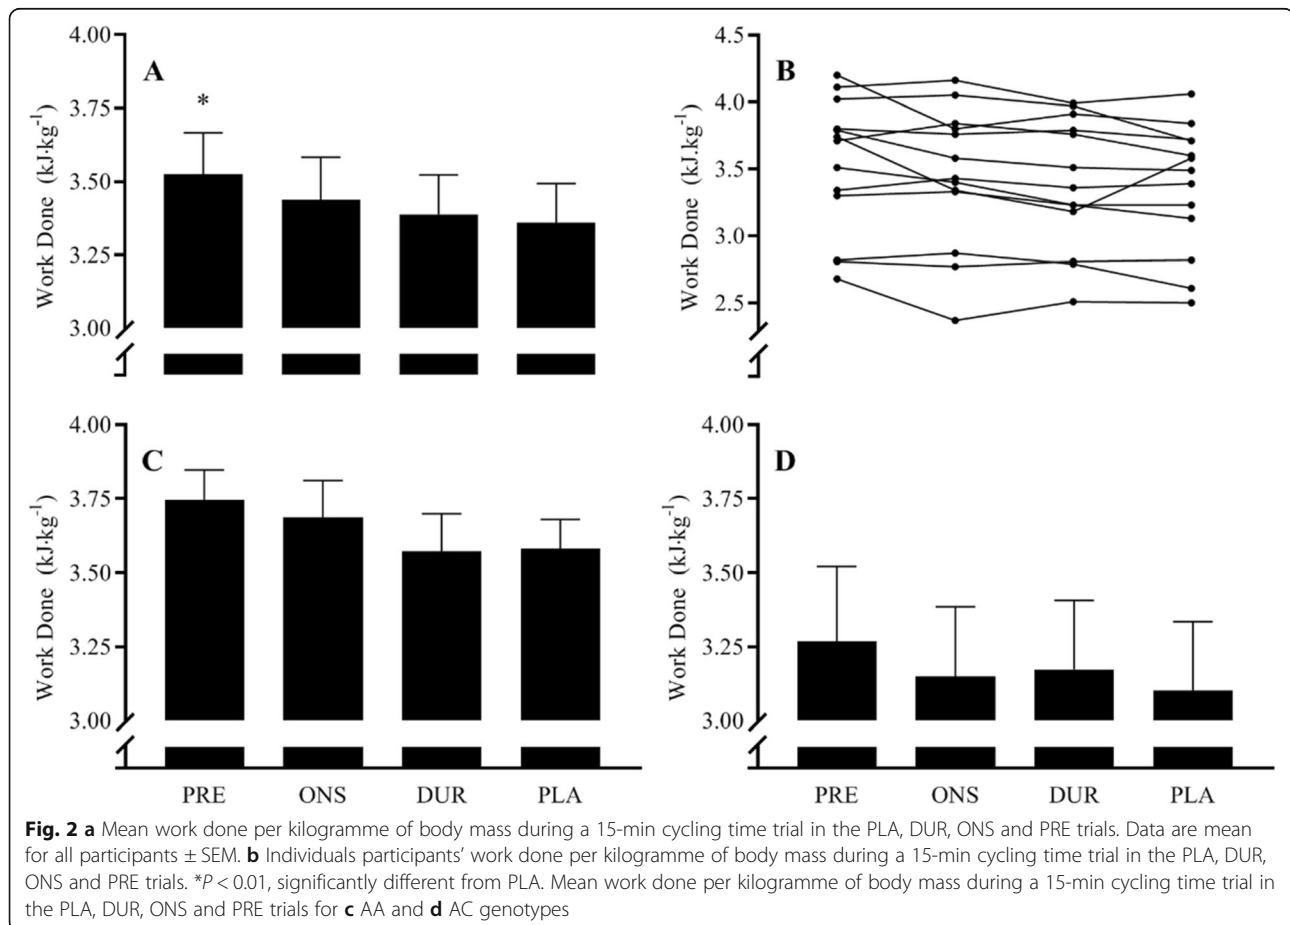 A
*
Work Done (kJ·kg-1)
4.00
3.75
3.50
3.25
3.00
B
Work Done (kJ.kg-1)
4.5
4.0
3.5
3.0
2.5
C
Work Done (kJ·kg-1)
4.00
3.75
3.50
3.25
3.00
PRE ONS DUR PLA
D
Work Done (kJ·kg-1)
4.00
3.75
3.50
3.25
3.00
PRE ONS DUR PLA
Fig. 2 a Mean work done per kilogramme of body mass during a 15-min cycling time trial in the PLA, DUR, ONS and PRE trials. Data are mean
for all participants ± SEM. b Individuals participants' work done per kilogramme of body mass during a 15-min cycling time trial in the PLA, DUR,
ONS and PRE trials. *P < 0.01, significantly different from PLA. Mean work done per kilogramme of body mass during a 15-min cycling time trial in
the PLA, DUR, ONS and PRE trials for c AA and d AC genotypes